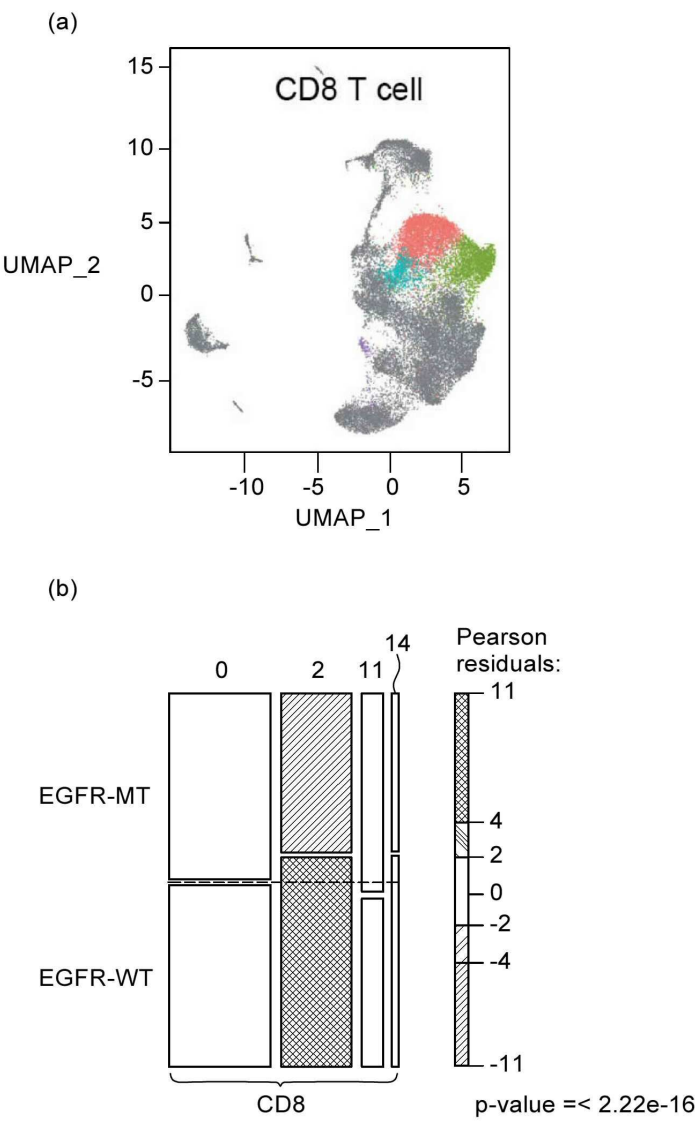 (a)
CD8 T cell
15
10
5
0
-5
UMAP_2
-10 -5 0 5
UMAP_1
(b)
14
0 2 11
Pearson
residuals:
EGFR-MT
EGFR-WT
11
4
2
0
-2
-4
-11
CD8
p-value =< 2.22e-16